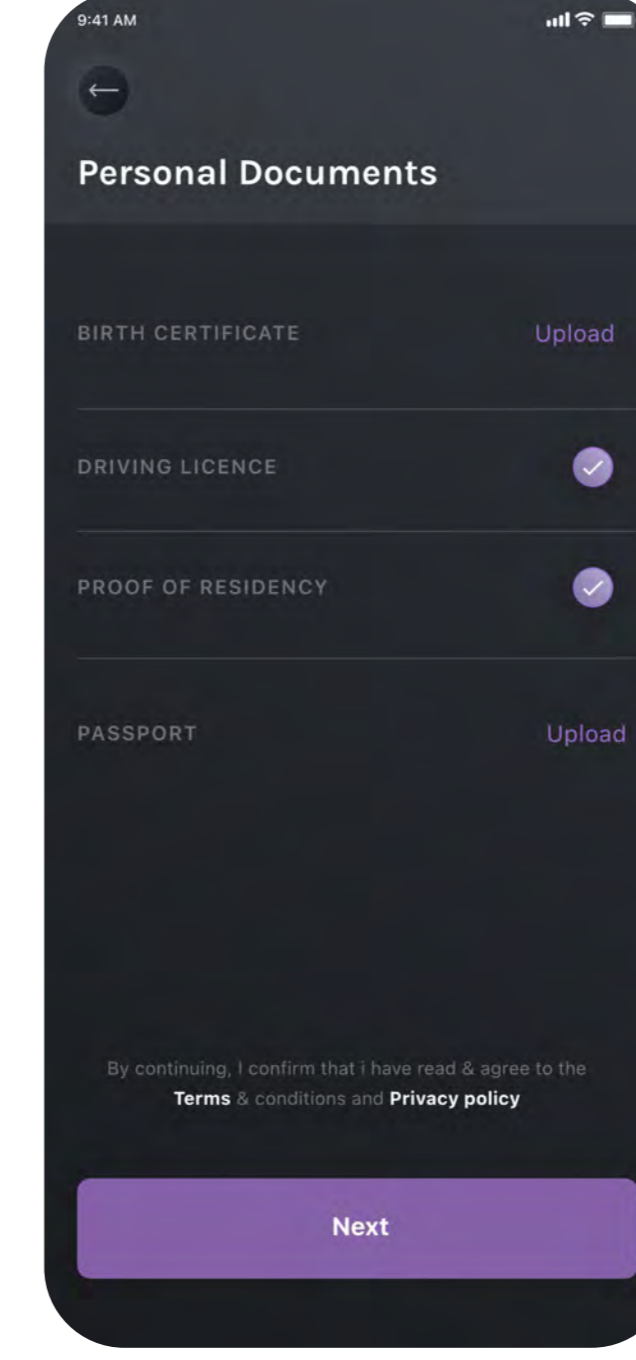 9:41 AM
Personal Documents
BIRTH CERTIFICATE Upload
DRIVING LICENCE
PROOF OF RESIDENCY
PASSPORT Upload
By continuing, I confirm that i have read & agree to the
Terms & conditions and Privacy policy
Next